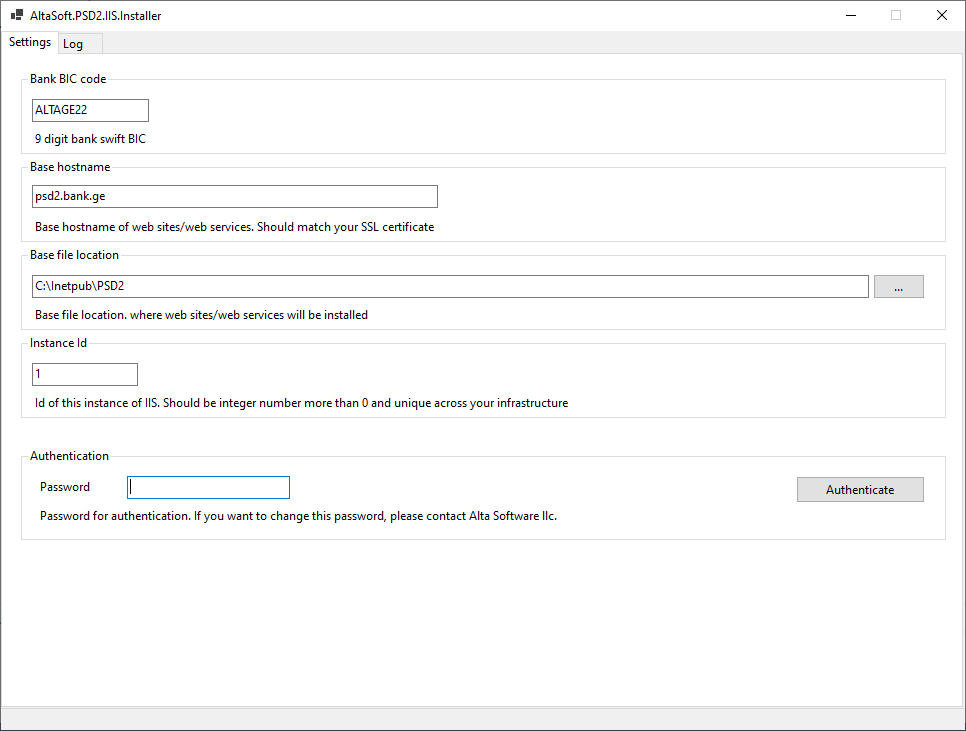 AltaSoft.PSD2.IIS.Installer
Settings Log
Bank BIC code
ALTAGE22
9 digit bank swift BIC
Base hostname
psd2.bank.ge
Base hostname of web sites/web services. Should match your SSL certificate
Base file location
C:\Inetpub\PSD2 ...
Base file location. where web sites/web services will be installed
Instance Id
1
Id of this instance of IIS. Should be integer number more than 0 and unique across your infrastructure
Authentication
Password Authenticate
Password for authentication. If you want to change this password, please contact Alta Software llc.